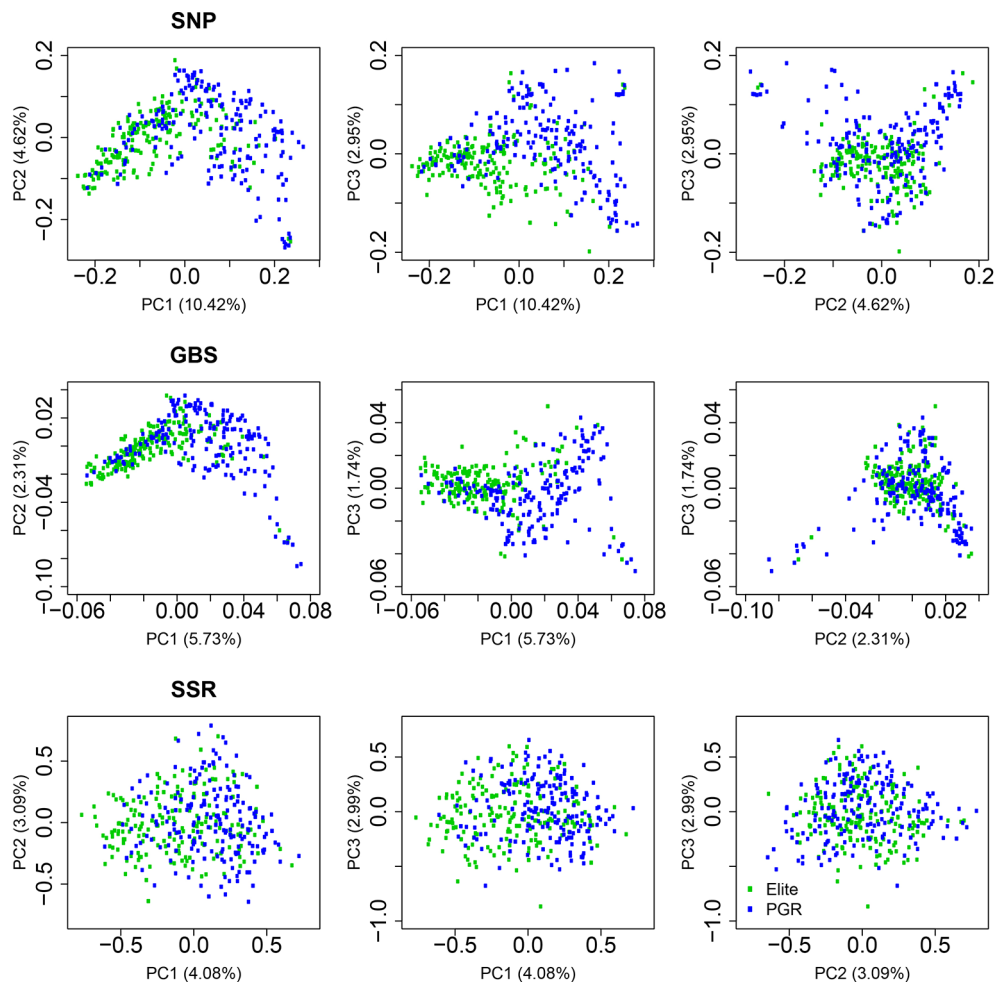 SNP
0.2
0.0
−0.2
PC2 (4.62%)
−0.2 0.0 0.2
PC1 (10.42%)
0.2
0.0
−0.2
PC3 (2.95%)
−0.2 0.0 0.2
PC1 (10.42%)
0.2
0.0
−0.2
PC3 (2.95%)
−0.2 0.0 0.2
PC2 (4.62%)
GBS
0.02
−0.04
−0.10
PC2 (2.31%)
−0.06 0.00 0.04 0.08
PC1 (5.73%)
0.04
0.00
−0.06
PC3 (1.74%)
−0.06 0.00 0.04 0.08
PC1 (5.73%)
0.04
0.00
−0.06
PC3 (1.74%)
−0.10 −0.04 0.02
PC2 (2.31%)
SSR
0.5
0.0
−0.5
PC2 (3.09%)
−0.5 0.0 0.5
PC1 (4.08%)
0.5
0.0
−1.0
PC3 (2.99%)
−0.5 0.0 0.5
PC1 (4.08%)
0.5
0.0
−1.0
PC3 (2.99%)
Elite
PGR
−0.5 0.0 0.5
PC2 (3.09%)